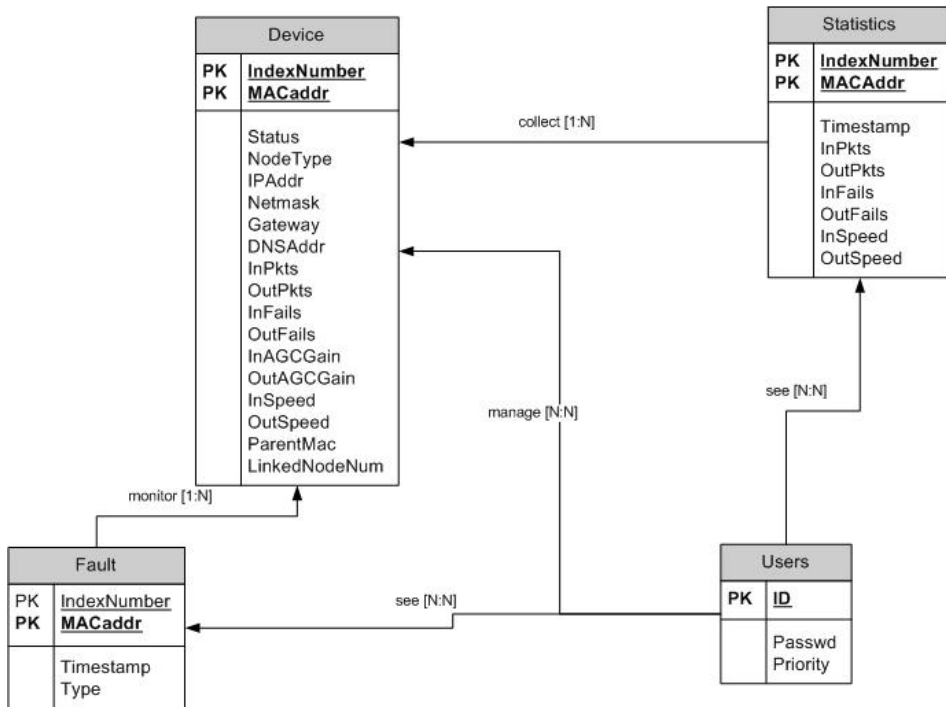 Device
PK IndexNumber
PK MACaddr
Status
NodeType
IPAddr
Netmask
Gateway
DNSAddr
InPkts
OutPkts
InFails
OutFails
InAGCGain
OutAGCGain
InSpeed
OutSpeed
ParentMac
LinkedNodeNum
Statistics
PK IndexNumber
PK MACAddr
Timestamp
InPkts
OutPkts
InFails
OutFails
InSpeed
OutSpeed
collect [1:N]
see [N:N]
manage [N:N]
monitor [1:N]
Fault
PK IndexNumber
PK MACaddr
Timestamp
Type
see [N:N]
Users
PK ID
Passwd
Priority